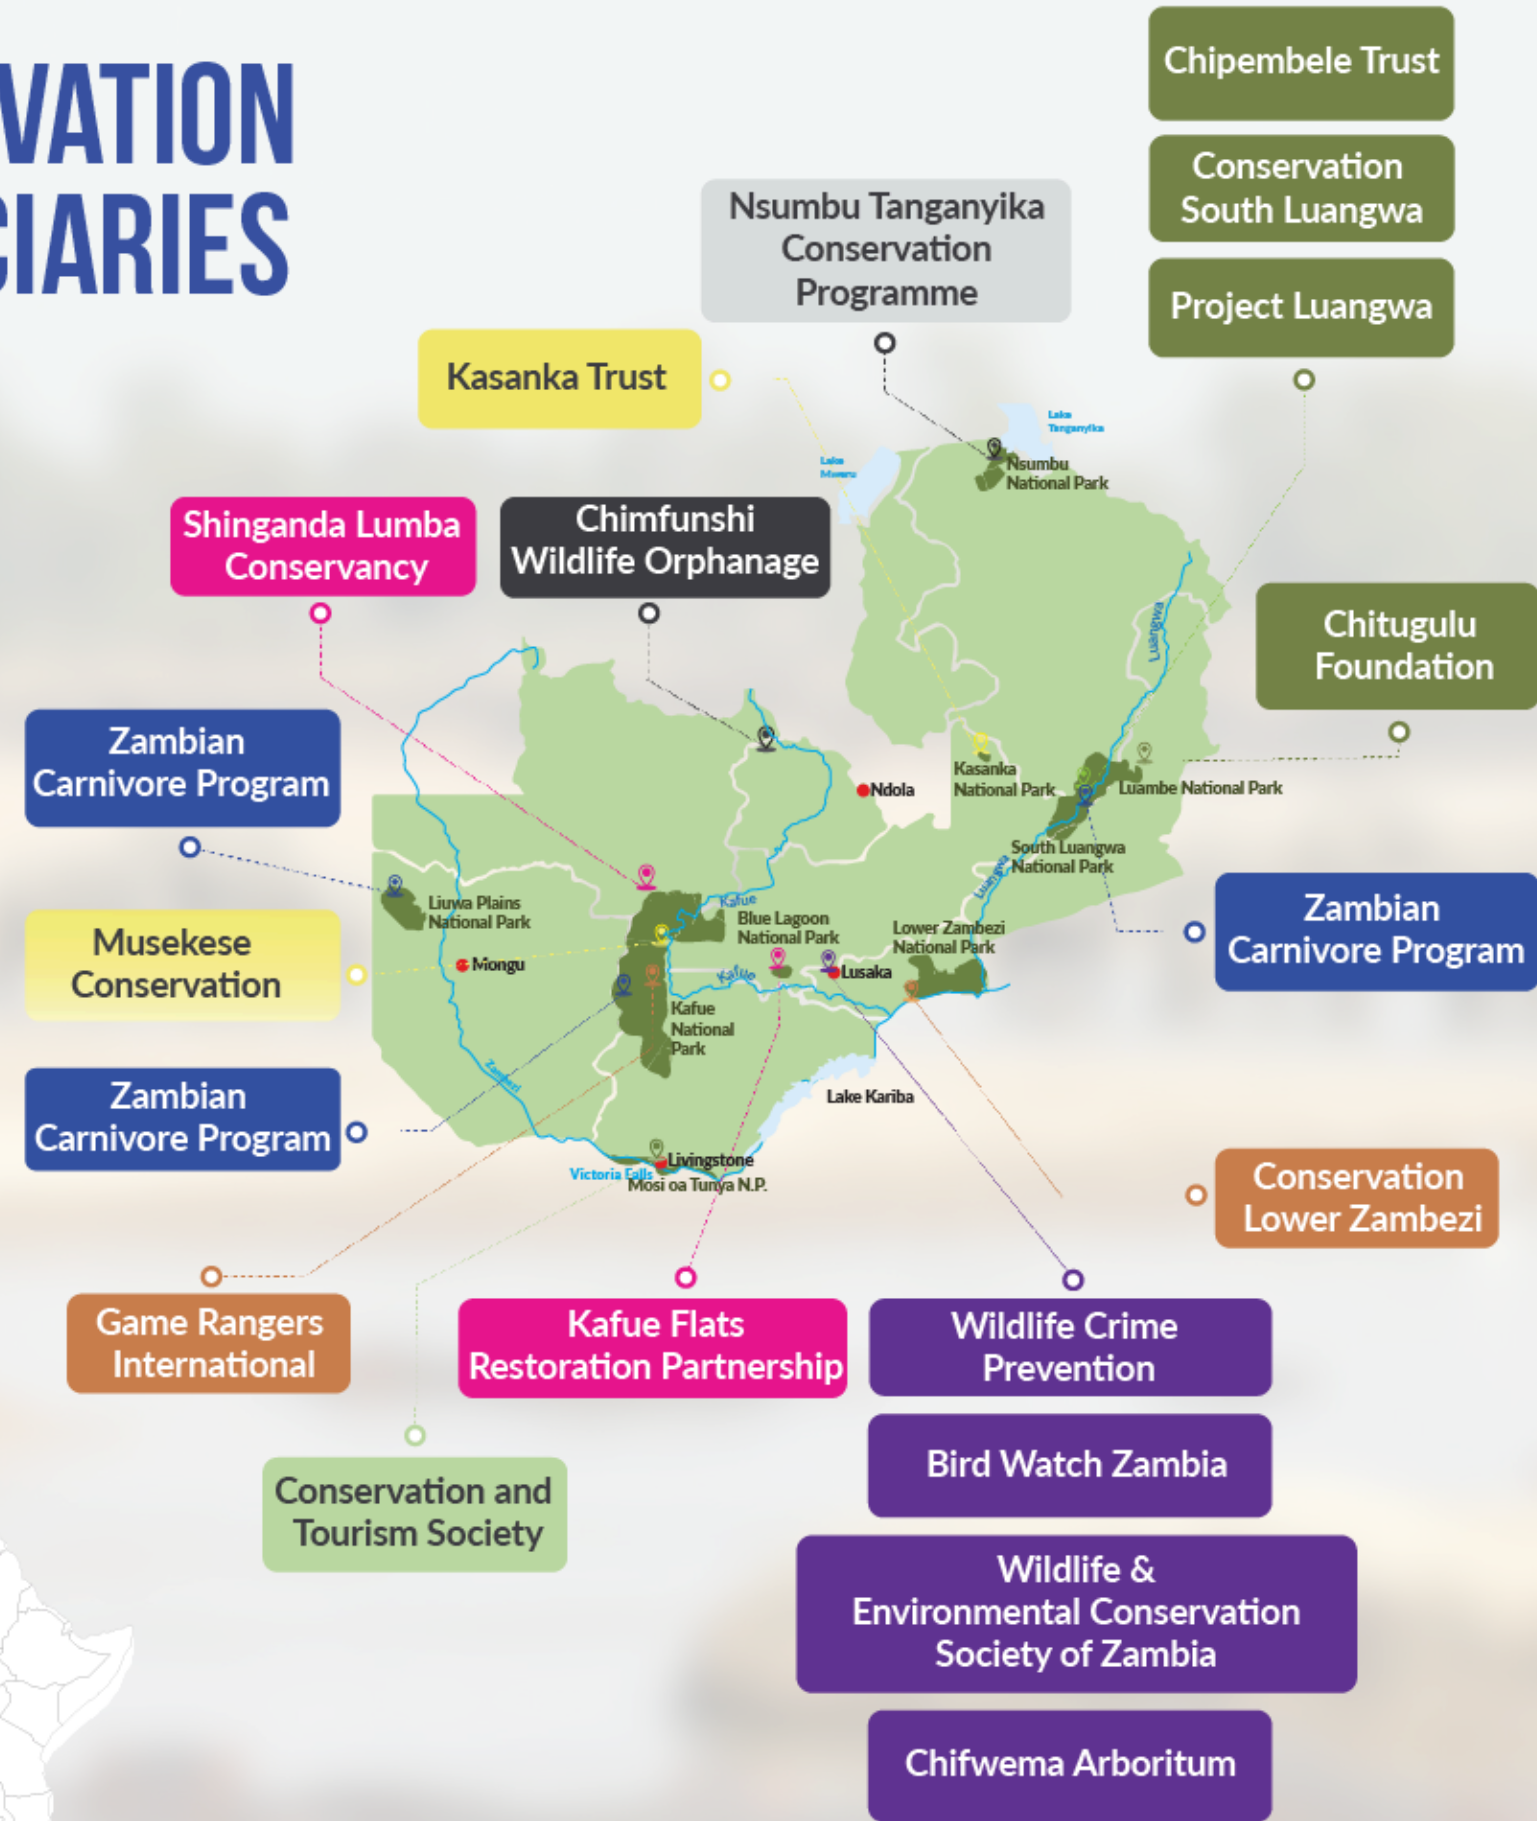 VATION
CIARIES
Chipembele Trust
Conservation
South Luangwa
Project Luangwa
Nsumbu Tanganyika
Conservation
Programme
Kasanka Trust
Lake
Tanganyika
Lake
Mweru
Nsumbu
National Park
Shinganda Lumba
Conservancy
Chimfunshi
Wildlife Orphanage
Chitugulu
Foundation
Luangwa
Zambian
Carnivore Program
Kasanka
National Park
Ndola
Luambe National Park
South Luangwa
National Park
Luangwa
Zambian
Carnivore Program
Liuwa Plains
National Park
Kafue
Blue Lagoon
National Park
Lower Zambezi
National Park
Musekese
Conservation
Mongu
Kafue
Lusaka
Kafue
National
Park
Zambezi
Lake Kariba
Zambian
Carnivore Program
Livingstone
Victoria Falls
Mosi oa Tunya N.P.
Conservation
Lower Zambezi
Game Rangers
International
Kafue Flats
Restoration Partnership
Wildlife Crime
Prevention
Bird Watch Zambia
Conservation and
Tourism Society
Wildlife &
Environmental Conservation
Society of Zambia
Chifwema Arboritum